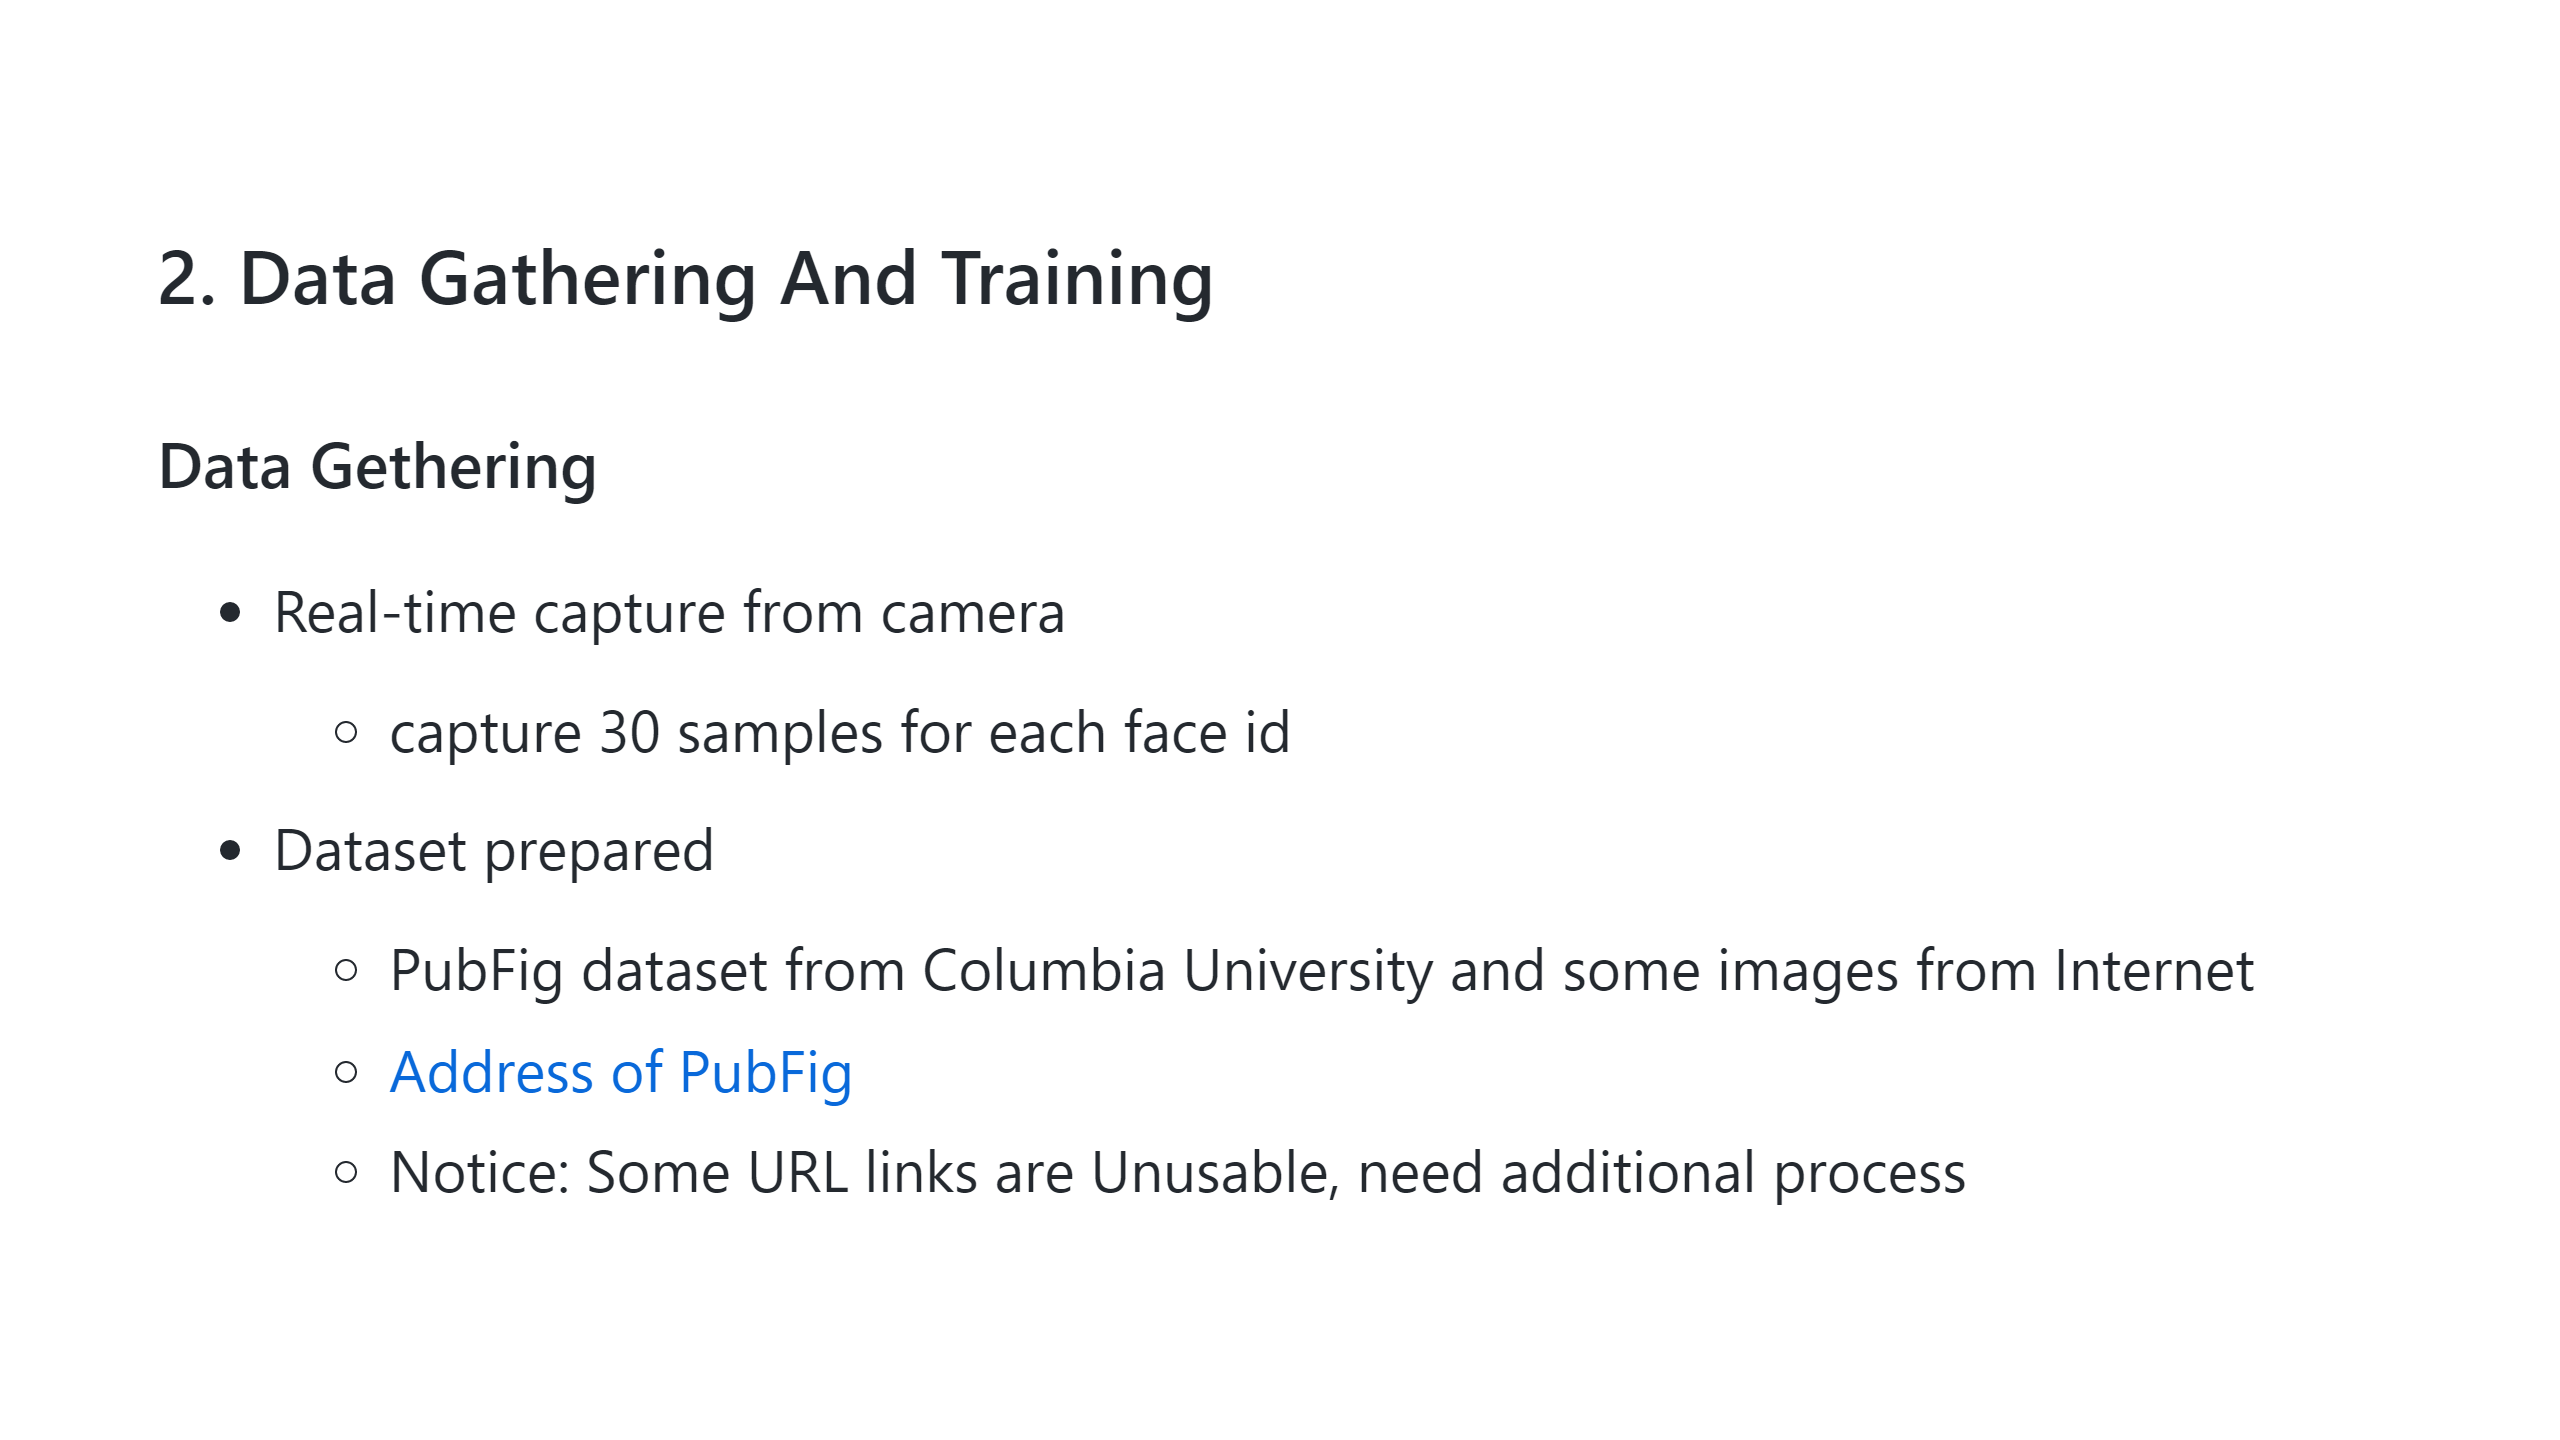 2. Data Gathering And Training
Data Gethering
Real-time capture from camera
capture 30 samples for each face id
Dataset prepared
PubFig dataset from Columbia University and some images from Internet
Address of PubFig
Notice: Some URL links are Unusable, need additional process